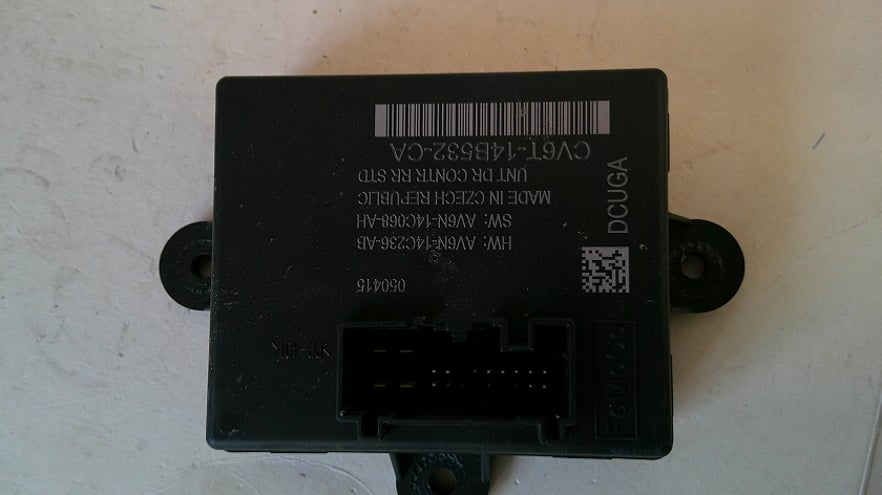 CV6T-14B532-CA
UNT DR CONTR RR STD
MADE IN CZECH REPUBLIC
SW: AV6N-14C068-AH
HW: AV6N-14C236-AB
050415
DCUGA
FoMoCo